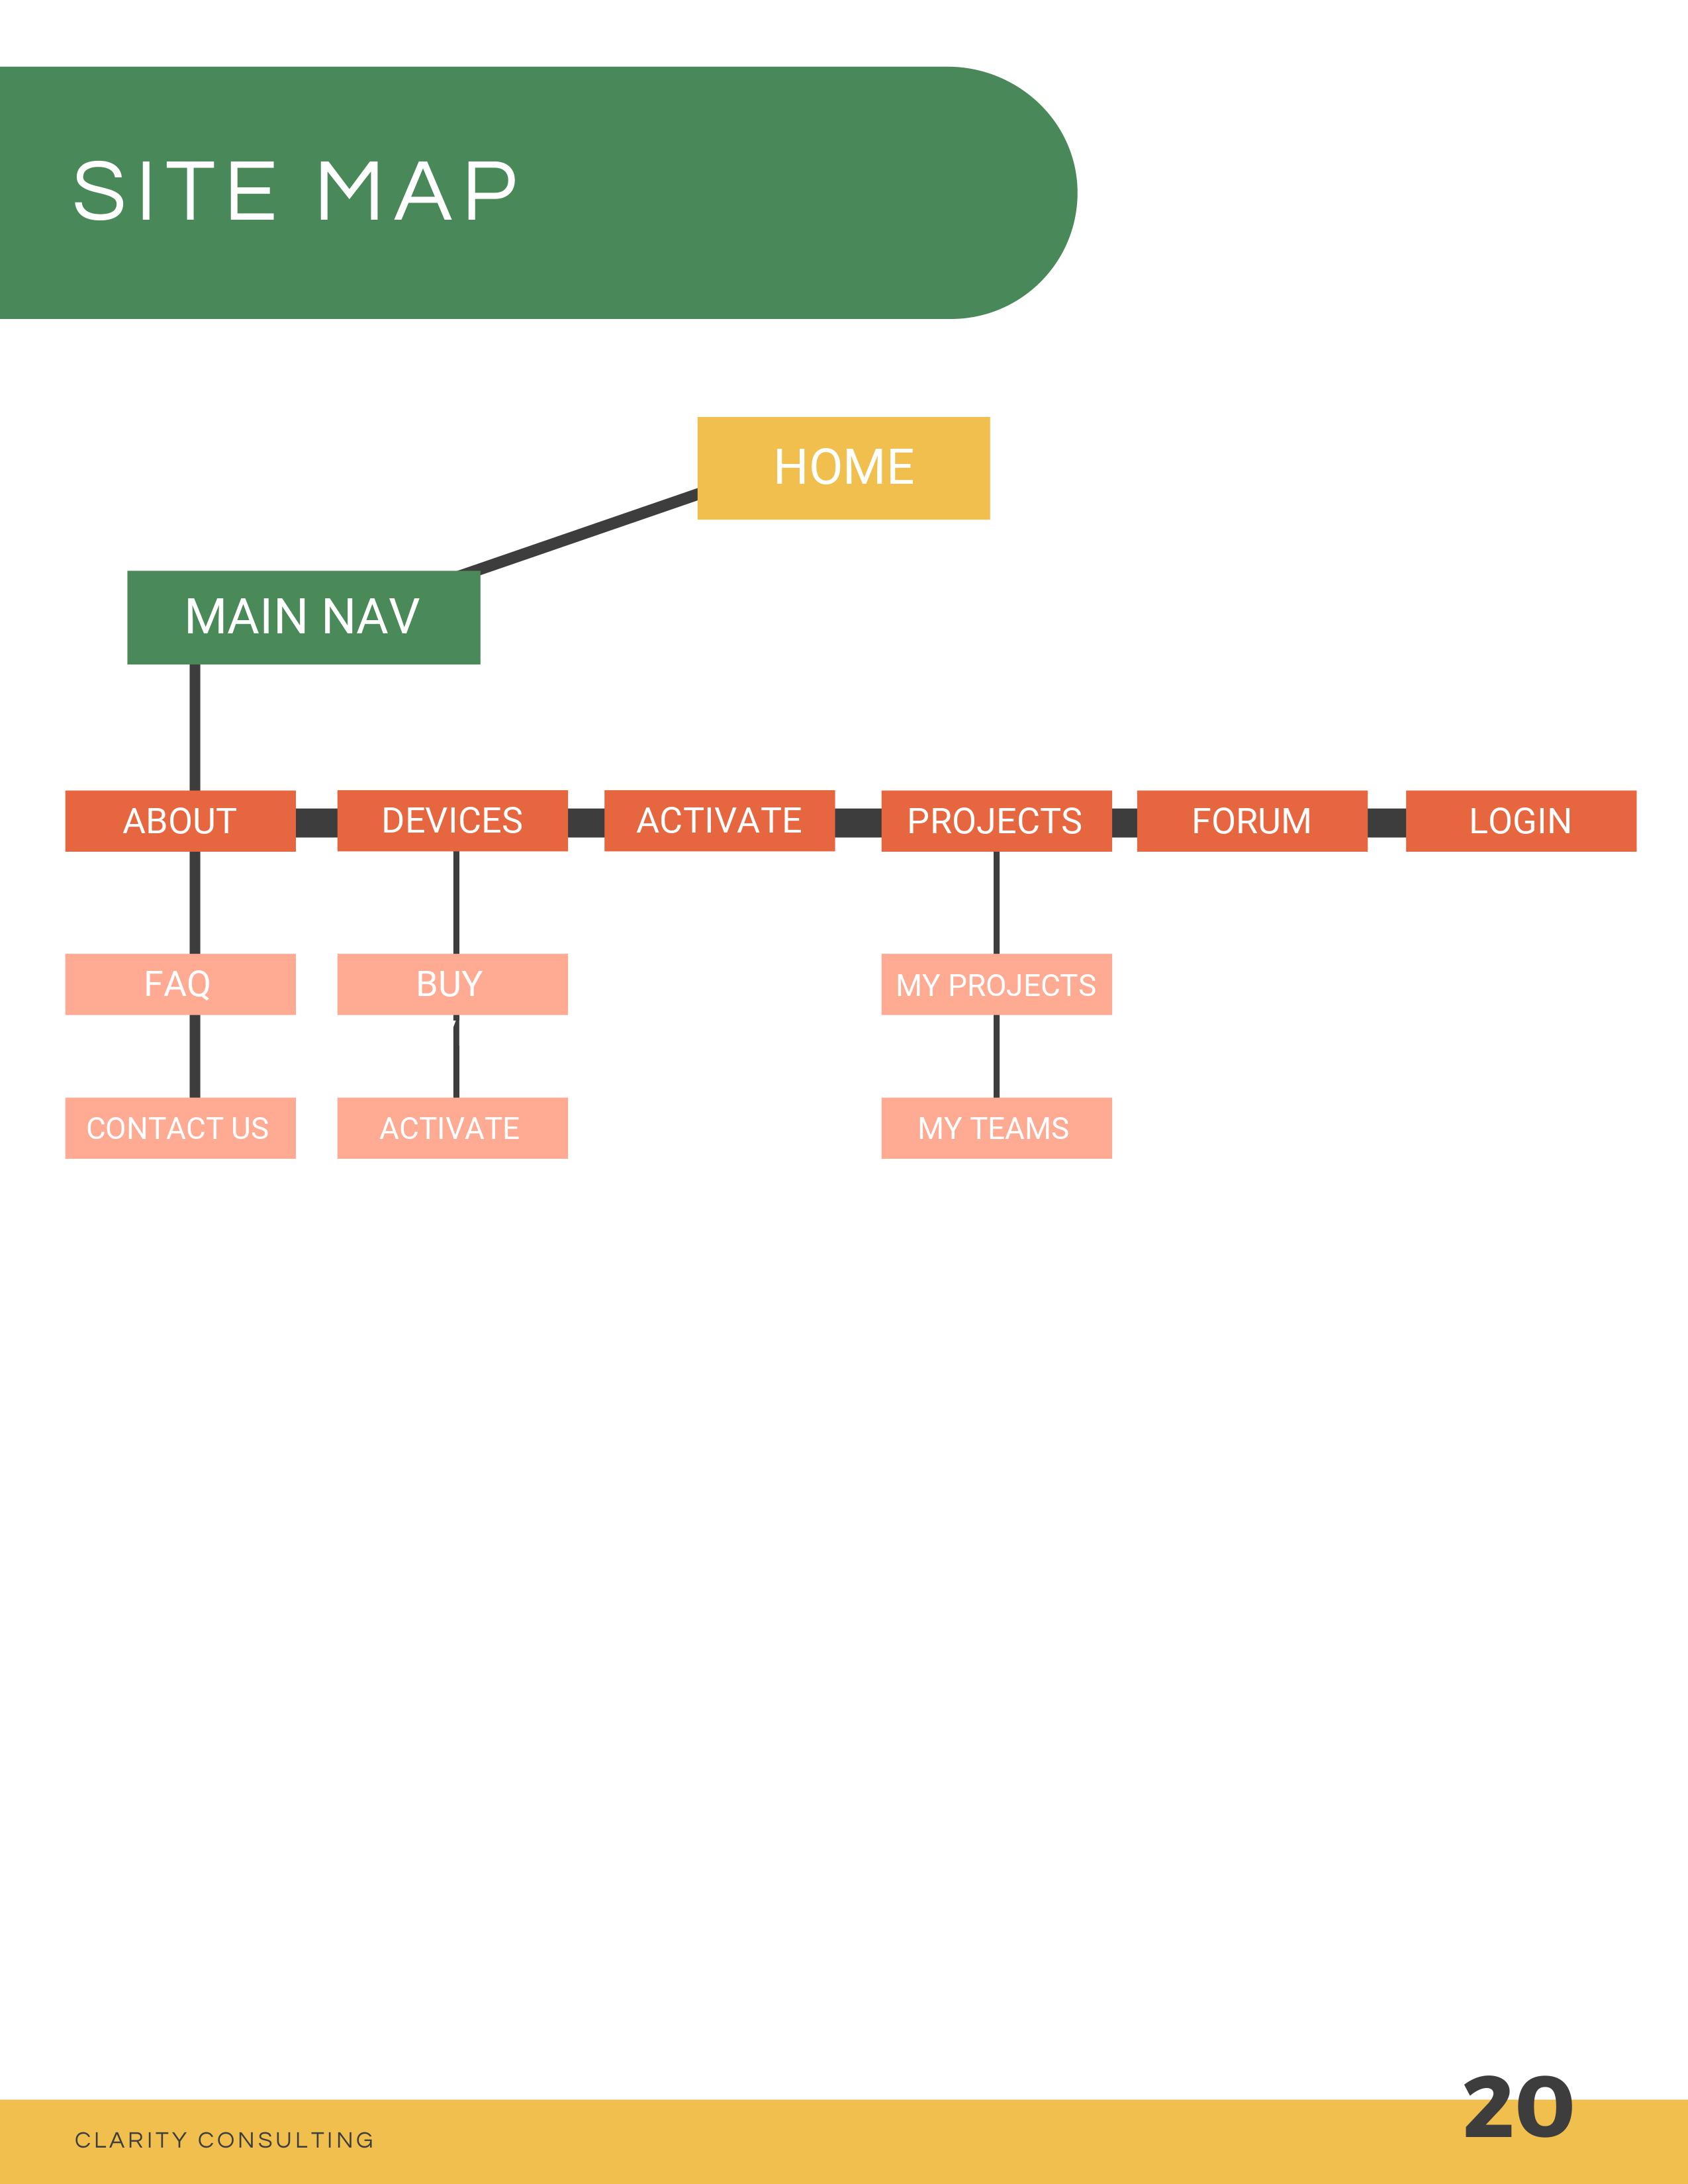 SITE MAP
HOME
MAIN NAV
ABOUT
DEVICES
ACTIVATE
PROJECTS
FORUM
LOGIN
FAQ
BUY
MY PROJECTS
CONTACT US
ACTIVATE
MY TEAMS
20
CLARITY CONSULTING